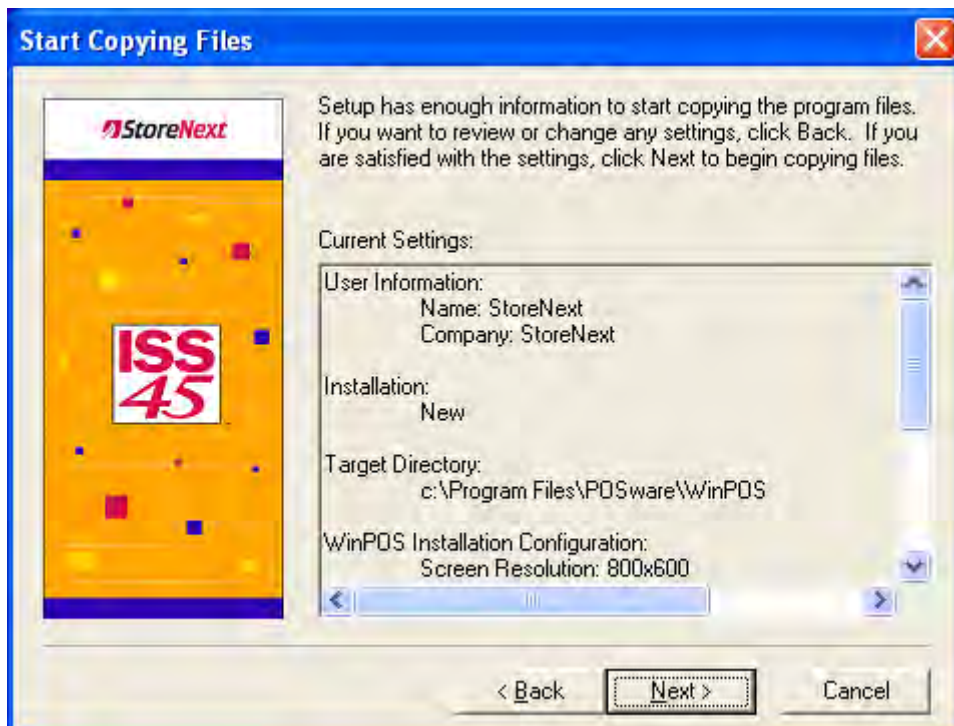 Start Copying Files
StoreNext
Setup has enough information to start copying the program files.
If you want to review or change any settings, click Back. If you
are satisfied with the settings, click Next to begin copying files.
Current Settings:
User Information:
Name: StoreNext
Company: StoreNext
Installation:
New
Target Directory:
c:\Program Files\POSware\WinPOS
WinPOS Installation Configuration:
Screen Resolution: 800x600
ISS
45
< Back
Next >
Cancel